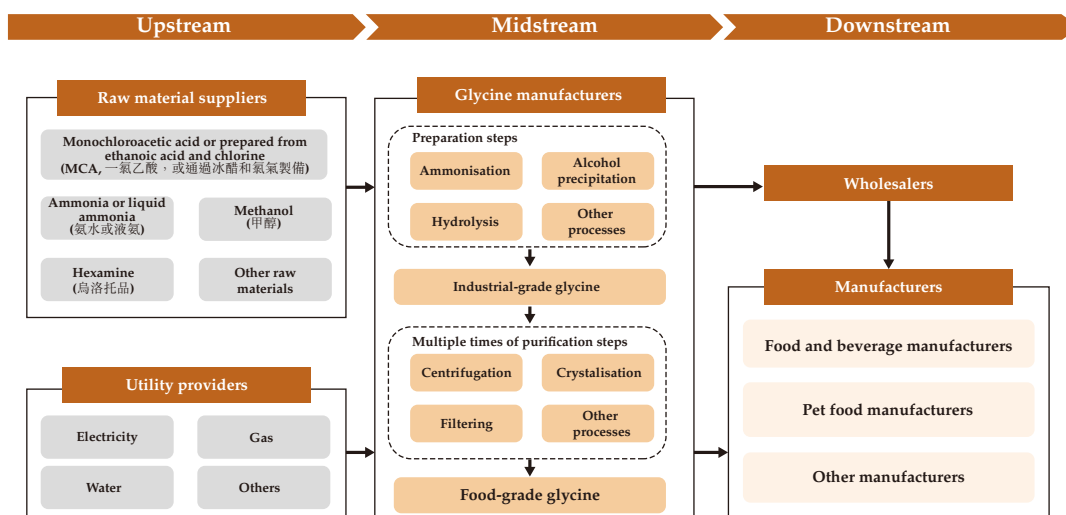 Upstream
Midstream
Downstream
Raw material suppliers
Monochloroacetic acid or prepared from
ethanoic acid and chlorine
(MCA, 一氯乙酸，或通過冰醋和氯氣製備)
Ammonia or liquid
ammonia
(氨水或液氨)
Methanol
(甲醇)
Hexamine
(烏洛托品)
Other raw
materials
Utility providers
Electricity
Gas
Water
Others
Glycine manufacturers
Preparation steps
Ammonisation
Alcohol
precipitation
Hydrolysis
Other
processes
Industrial-grade glycine
Multiple times of purification steps
Centrifugation
Crystalisation
Filtering
Other
processes
Food-grade glycine
Wholesalers
Manufacturers
Food and beverage manufacturers
Pet food manufacturers
Other manufacturers